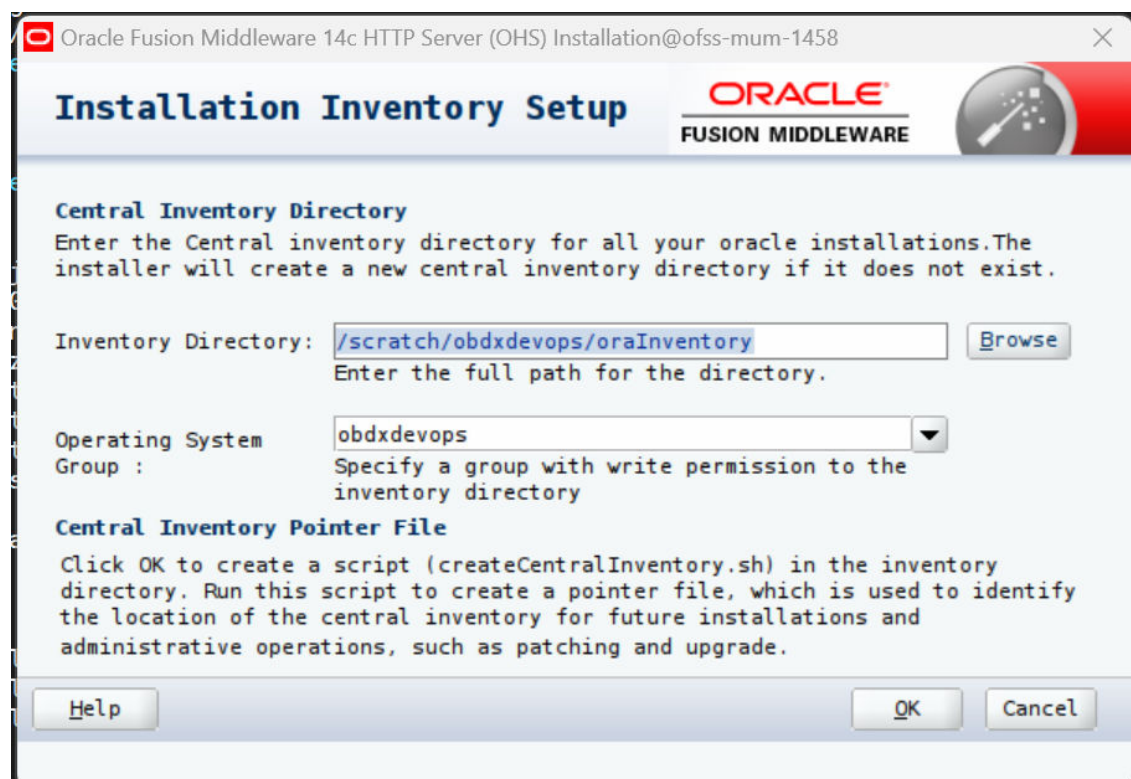 Oracle Fusion Middleware 14c HTTP Server (OHS) Installation@ofss-mum-1458
Installation Inventory Setup
ORACLE
FUSION MIDDLEWARE
Central Inventory Directory
Enter the Central inventory directory for all your oracle installations.The
installer will create a new central inventory directory if it does not exist.
Inventory Directory: /scratch/obdxdevops/oraInventory Browse
Enter the full path for the directory.
Operating System
Group :
obdxdevops
Specify a group with write permission to the
inventory directory
Central Inventory Pointer File
Click OK to create a script (createCentralInventory.sh) in the inventory
directory. Run this script to create a pointer file, which is used to identify
the location of the central inventory for future installations and
administrative operations, such as patching and upgrade.
Help OK Cancel